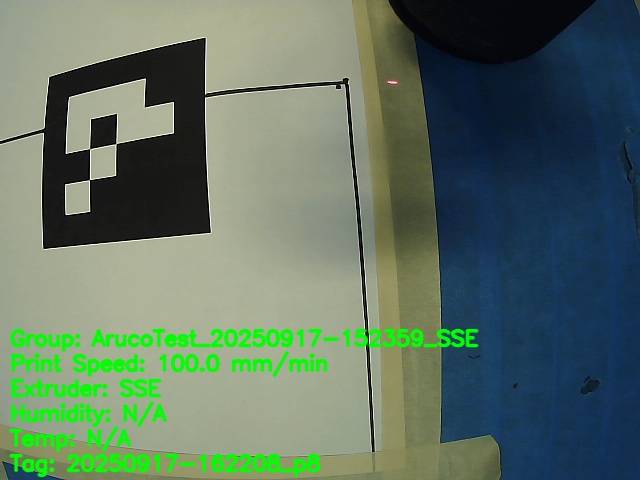 Group: ArucoTest_20250917-152359_SSE
Print Speed: 100.0 mm/min
Extruder: SSE
Humidity: N/A
Temp: N/A
Tag: 20250917-162208_p8